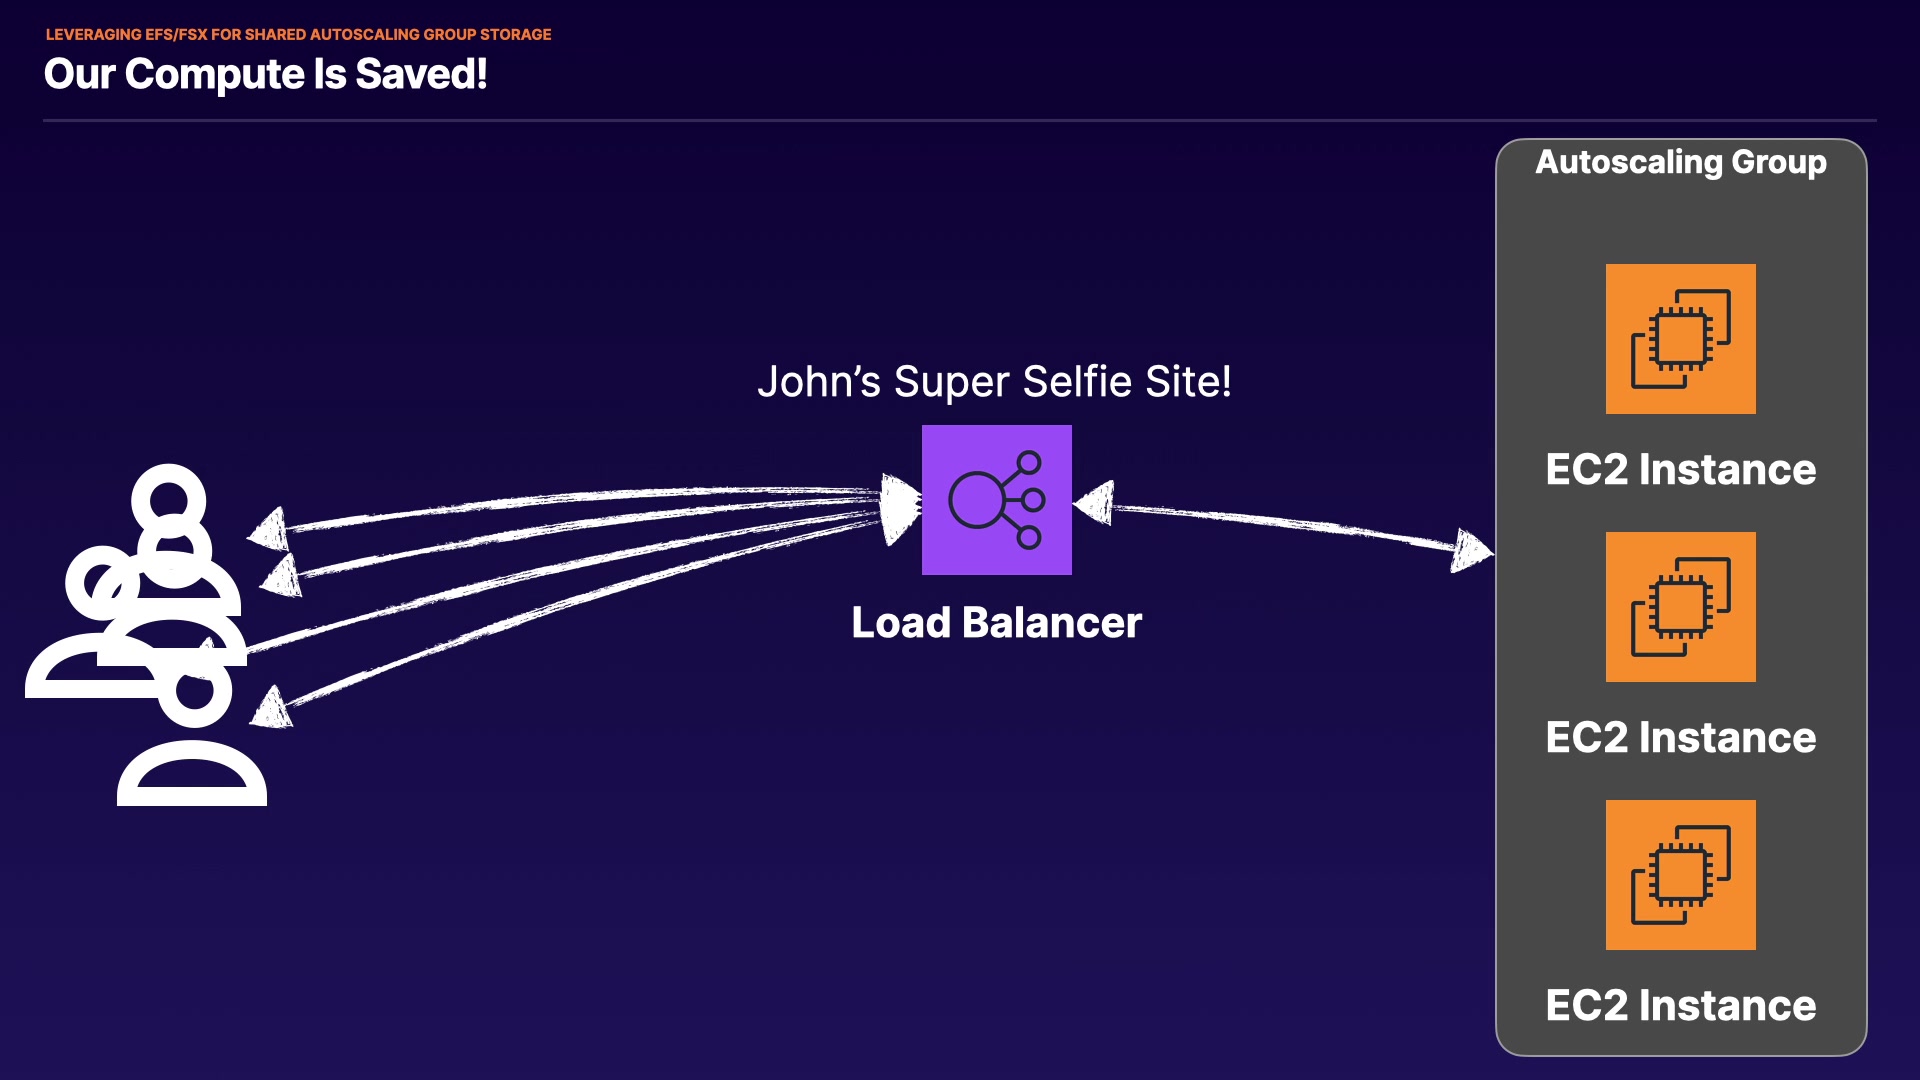 LEVERAGING EFS/FSX FOR SHARED AUTOSCALING GROUP STORAGE
Our Compute Is Saved!
Autoscaling Group
John’s Super Selfie Site!
Load Balancer
EC2 Instance
EC2 Instance
EC2 Instance